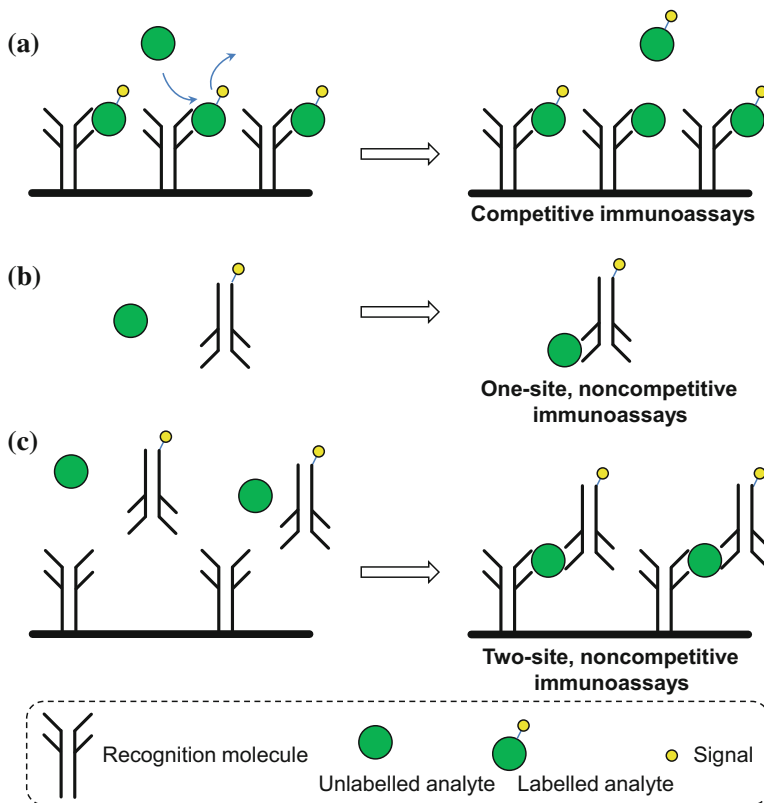 (a)
Competitive immunoassays
(b)
One-site, noncompetitive
immunoassays
(c)
Two-site, noncompetitive
immunoassays
Recognition molecule
Unlabelled analyte
Labelled analyte
Signal